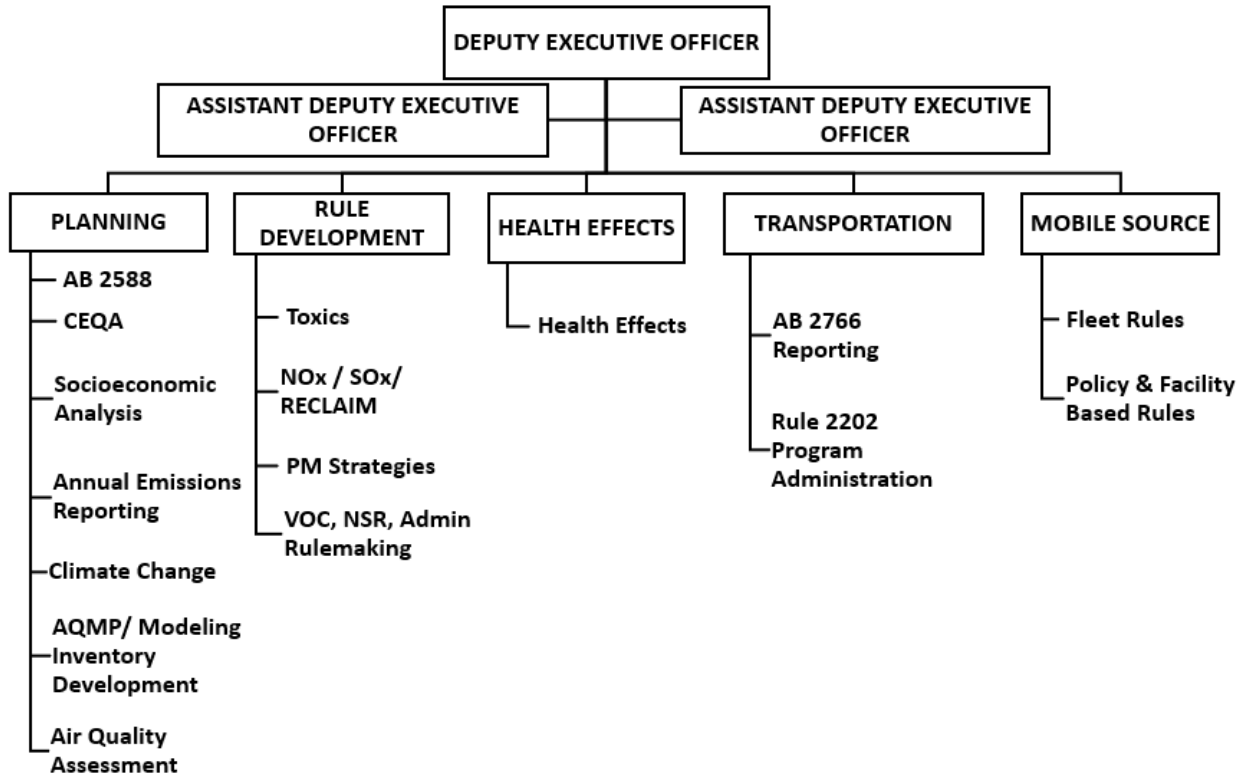 DEPUTY EXECUTIVE OFFICER
ASSISTANT DEPUTY EXECUTIVE
OFFICER
ASSISTANT DEPUTY EXECUTIVE
OFFICER
PLANNING
AB 2588
CEQA
Socioeconomic
Analysis
Annual Emissions
Reporting
Climate Change
AQMP/ Modeling
Inventory
Development
Air Quality
Assessment
RULE
DEVELOPMENT
Toxics
NOx / SOx/
RECLAIM
PM Strategies
VOC, NSR, Admin
Rulemaking
HEALTH EFFECTS
Health Effects
TRANSPORTATION
AB 2766
Reporting
Rule 2202
Program
Administration
MOBILE SOURCE
Fleet Rules
Policy & Facility
Based Rules